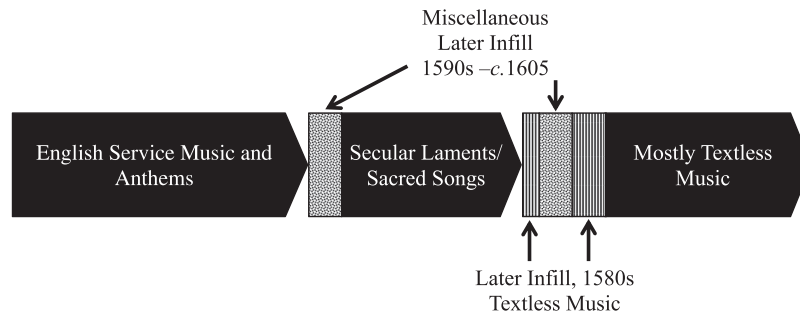 Miscellaneous
Later Infill
1590s –c.1605
English Service Music and
Anthems
Secular Laments/
Sacred Songs
Mostly Textless
Music
Later Infill, 1580s
Textless Music